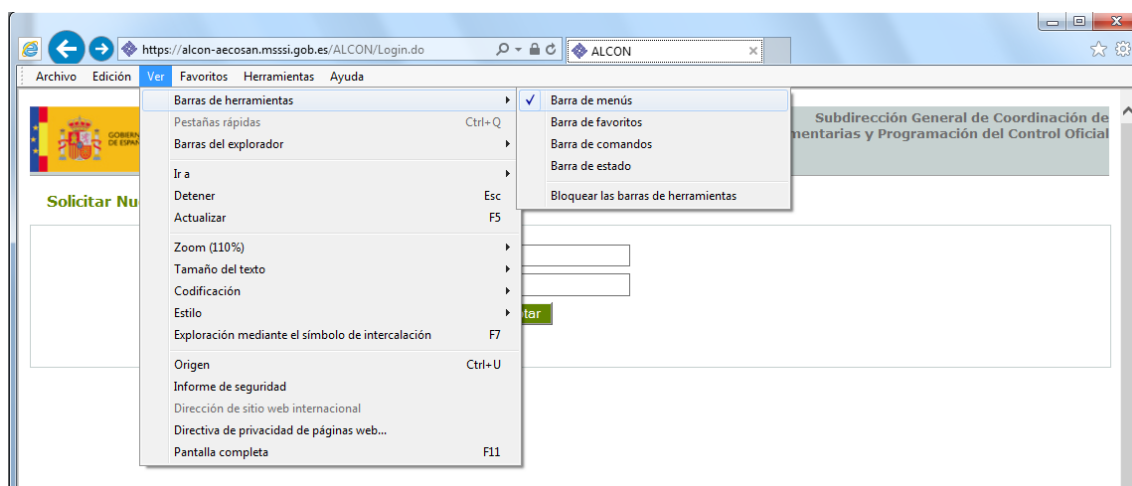 https://alcon-aecosan.msssi.gob.es/ALCON/Login.do
ALCON
Archivo Edición Ver Favoritos Herramientas Ayuda
Barras de herramientas
Pestañas rápidas Ctrl+Q
Barras del explorador
Ir a
Detener Esc
Actualizar F5
Zoom (110%)
Tamaño del texto
Codificación
Estilo
Exploración mediante el símbolo de intercalación F7
Origen Ctrl+U
Informe de seguridad
Dirección de sitio web internacional
Directiva de privacidad de páginas web...
Pantalla completa F11
Barra de menús
Barra de favoritos
Barra de comandos
Barra de estado
Bloquear las barras de herramientas
GOBIERN
DE ESPAÑ
Subdirección General de Coordinación de
mentarias y Programación del Control Oficial
Solicitar Nu
tar